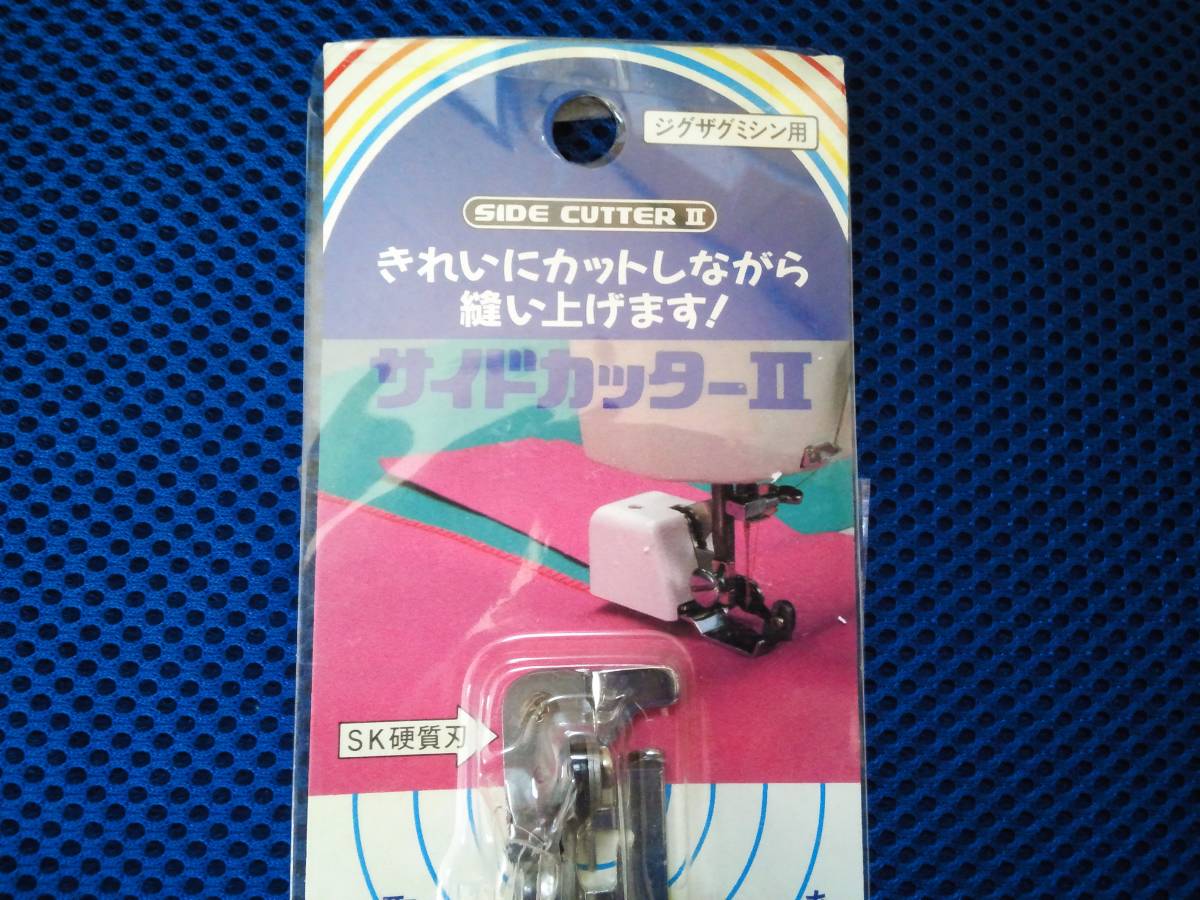 ジグザグミシン用
SIDE CUTTER II
きれいにカットしながら
縫い上げます!
サイドカッターII
SK硬質刃